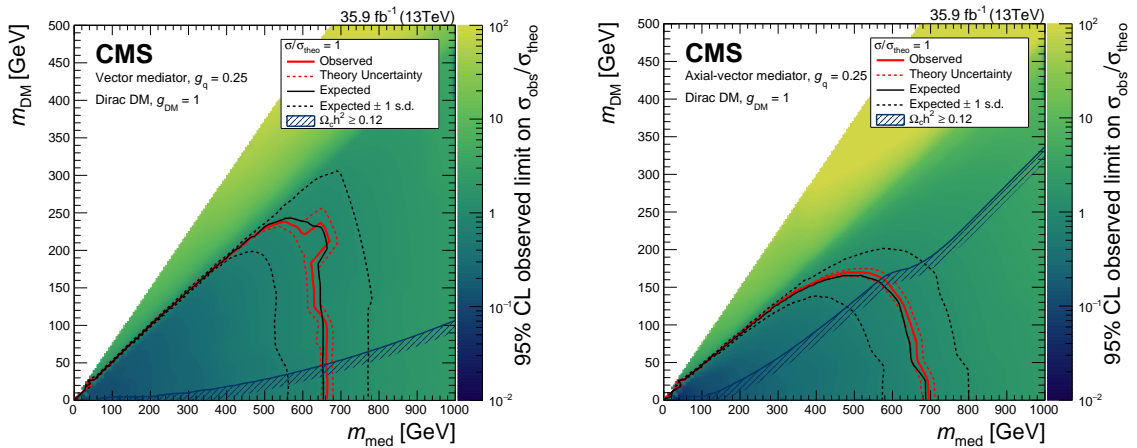 35.9 fb⁻¹ (13TeV)
CMS
Vector mediator, g_q = 0.25
Dirac DM, g_DM = 1
σ/σ_theo = 1
Observed
Theory Uncertainty
Expected
Expected ± 1 s.d.
Ω_c h² ≥ 0.12
m_DM [GeV]
500
450
400
350
300
250
200
150
100
50
0
0 100 200 300 400 500 600 700 800 900 1000
m_med [GeV]
10²
10
1
10⁻¹
10⁻²
95% CL observed limit on σ_obs/σ_theo
35.9 fb⁻¹ (13TeV)
CMS
Axial-vector mediator, g_q = 0.25
Dirac DM, g_DM = 1
σ/σ_theo = 1
Observed
Theory Uncertainty
Expected
Expected ± 1 s.d.
Ω_c h² ≥ 0.12
m_DM [GeV]
500
450
400
350
300
250
200
150
100
50
0
0 100 200 300 400 500 600 700 800 900 1000
m_med [GeV]
10²
10
1
10⁻¹
10⁻²
95% CL observed limit on σ_obs/σ_theo